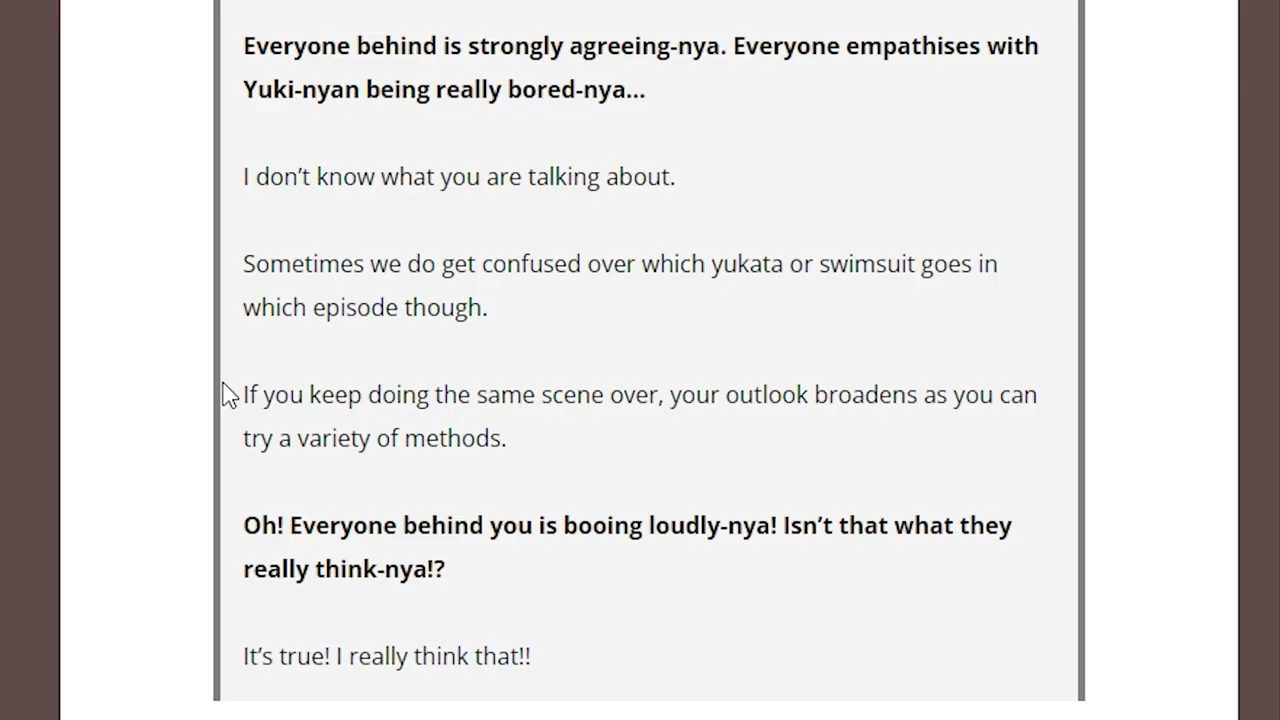 Everyone behind is strongly agreeing-nya. Everyone empathises with
Yuki-nyan being really bored-nya...
I don’t know what you are talking about.
Sometimes we do get confused over which yukata or swimsuit goes in
which episode though.
If you keep doing the same scene over, your outlook broadens as you can
try a variety of methods.
Oh! Everyone behind you is booing loudly-nya! Isn’t that what they
really think-nya!?
It’s true! I really think that!!